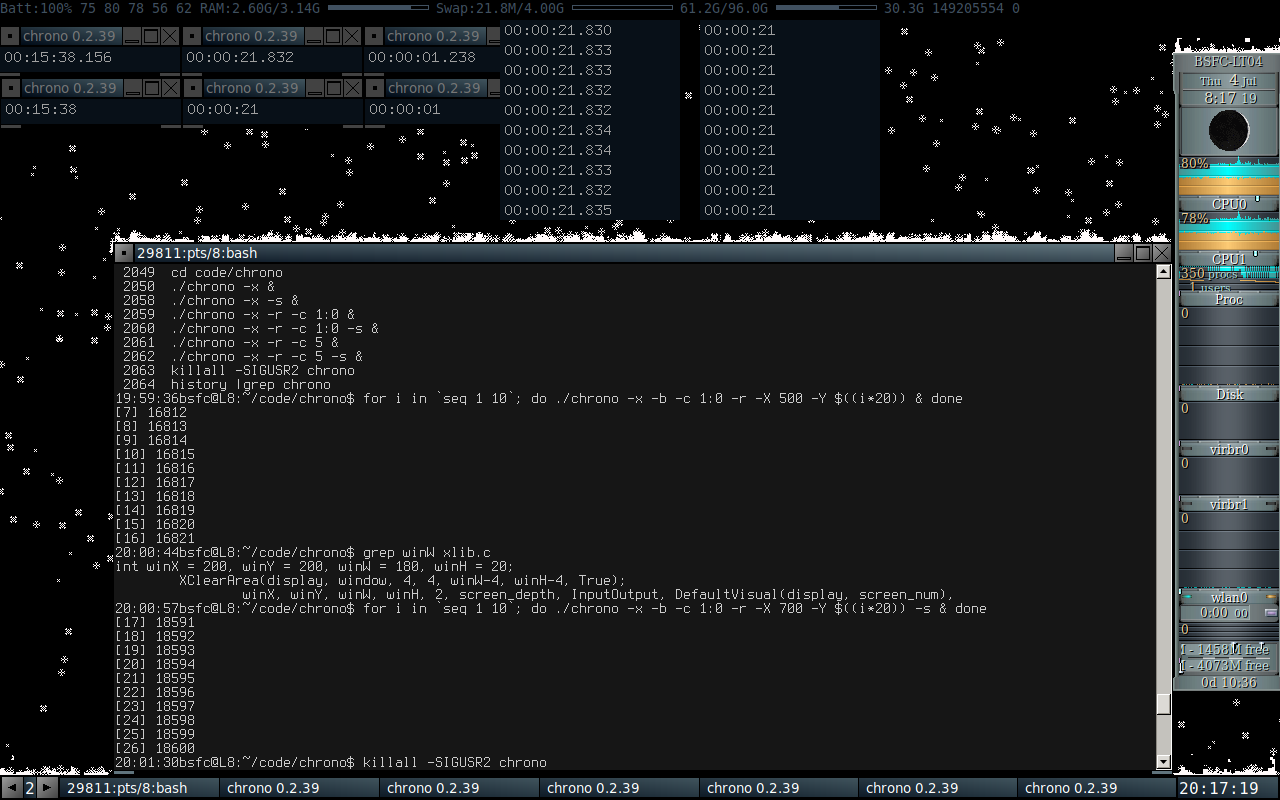 Batt:100% 75 80 78 56 62 RAM:2.60G/3.14G Swap:21.8M/4.00G 61.2G/96.0G 30.3G 149205554 0
chrono 0.2.39 chrono 0.2.39 chrono 0.2.39
00:15:38.156 00:00:21.832 00:00:01.238
chrono 0.2.39 chrono 0.2.39 chrono 0.2.39
00:15:38 00:00:21 00:00:01
00:00:21.830 00:00:21
00:00:21.833 00:00:21
00:00:21.833 00:00:21
00:00:21.832 00:00:21
00:00:21.832 00:00:21
00:00:21.834 00:00:21
00:00:21.834 00:00:21
00:00:21.833 00:00:21
00:00:21.832 00:00:21
00:00:21.835 00:00:21
29811:pts/8:bash
2049 cd code/chrono
2050 ./chrono -x &
2058 ./chrono -x -s &
2059 ./chrono -x -r -c 1:0 &
2060 ./chrono -x -r -c 1:0 -s &
2061 ./chrono -x -r -c 5 &
2062 ./chrono -x -r -c 5 -s &
2063 killall -SIGUSR2 chrono
2064 history |grep chrono
19:59:36bsfc@L8:~/code/chrono$ for i in `seq 1 10`; do ./chrono -x -b -c 1:0 -r -X 500 -Y $((i*20)) & done
[7] 16812
[8] 16813
[9] 16814
[10] 16815
[11] 16816
[12] 16817
[13] 16818
[14] 16819
[15] 16820
[16] 16821
20:00:44bsfc@L8:~/code/chrono$ grep winW xlib.c
int winX = 200, winY = 200, winW = 180, winH = 20;
XClearArea(display, window, 4, 4, winW-4, winH-4, True);
winX, winY, winW, winH, 2, screen_depth, InputOutput, DefaultVisual(display, screen_num),
20:00:57bsfc@L8:~/code/chrono$ for i in `seq 1 10`; do ./chrono -x -b -c 1:0 -r -X 700 -Y $((i*20)) -s & done
[17] 18591
[18] 18592
[19] 18593
[20] 18594
[21] 18595
[22] 18596
[23] 18597
[24] 18598
[25] 18599
[26] 18600
20:01:30bsfc@L8:~/code/chrono$ killall -SIGUSR2 chrono
BSFC-LT04
Thu 4 Jul
8:17 19
80%
CPU0
78%
CPU1
350 procs
1 users
Proc
0
Disk
0
virbr0
0
virbr1
0
wlan0
0:00 00
0
M - 1458M free
M - 4073M free
0d 10:36
2 29811:pts/8:bash chrono 0.2.39 chrono 0.2.39 chrono 0.2.39 chrono 0.2.39 chrono 0.2.39 chrono 0.2.39 20:17:19